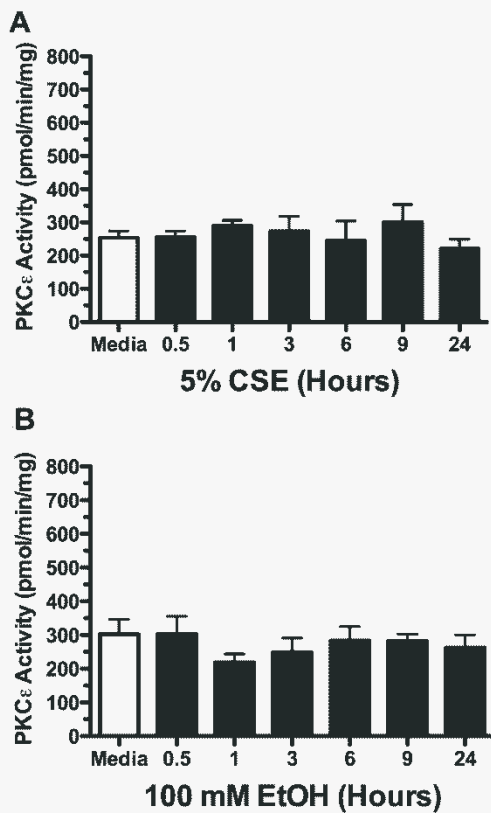 A
PKCε Activity (pmol/min/mg)
800
700
600
500
400
300
200
100
0
Media 0.5 1 3 6 9 24
5% CSE (Hours)
B
PKCε Activity (pmol/min/mg)
800
700
600
500
400
300
200
100
0
Media 0.5 1 3 6 9 24
100 mM EtOH (Hours)